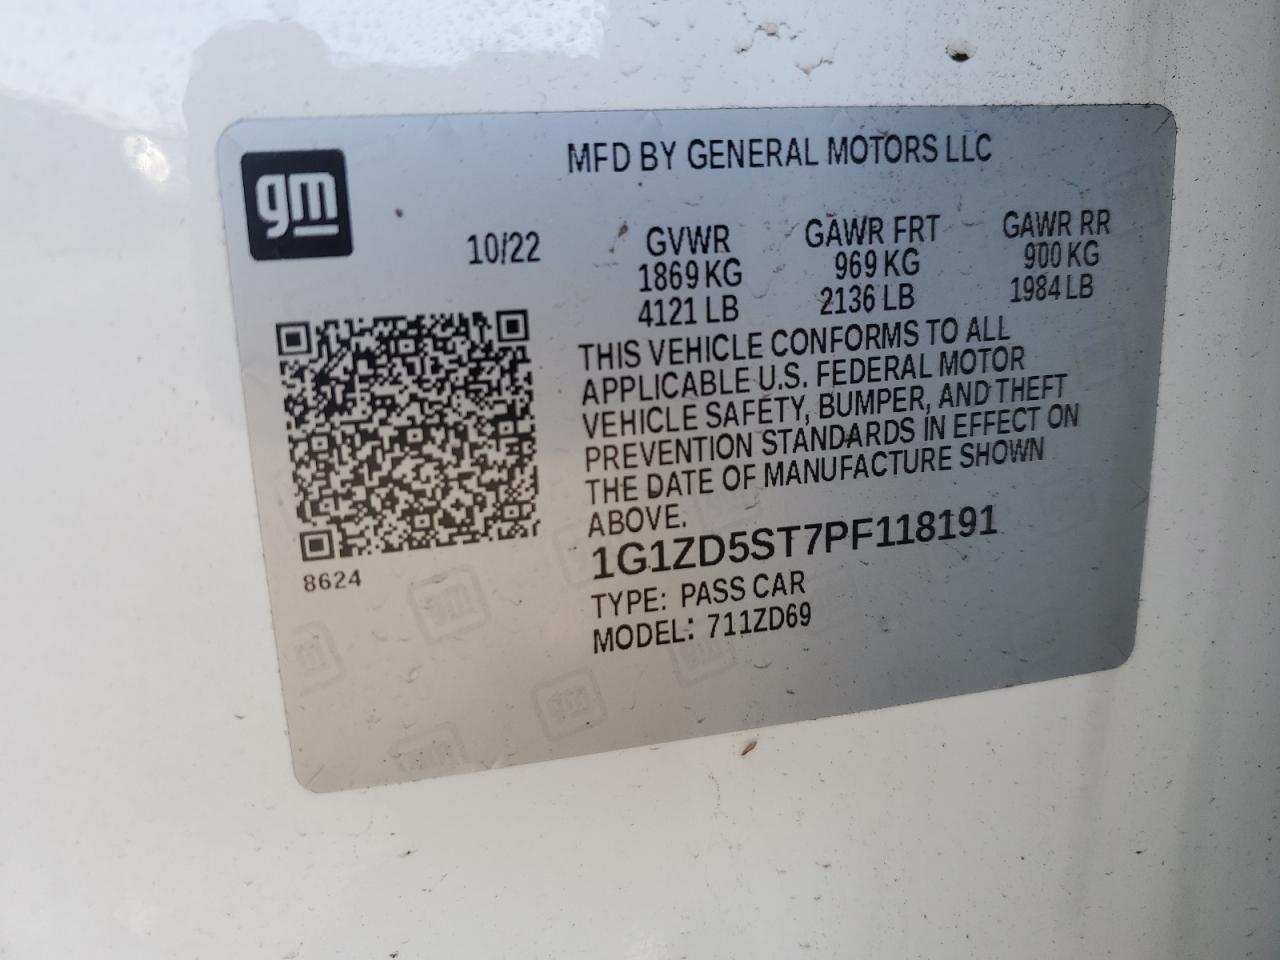 gm
MFD BY GENERAL MOTORS LLC
10/22
GVWR GAWR FRT GAWR RR
1869 KG 969 KG 900 KG
4121 LB 2136 LB 1984 LB
THIS VEHICLE CONFORMS TO ALL
APPLICABLE U.S. FEDERAL MOTOR
VEHICLE SAFETY, BUMPER, AND THEFT
PREVENTION STANDARDS IN EFFECT ON
THE DATE OF MANUFACTURE SHOWN
ABOVE.
1G1ZD5ST7PF118191
TYPE: PASS CAR
MODEL: 711ZD69
8624